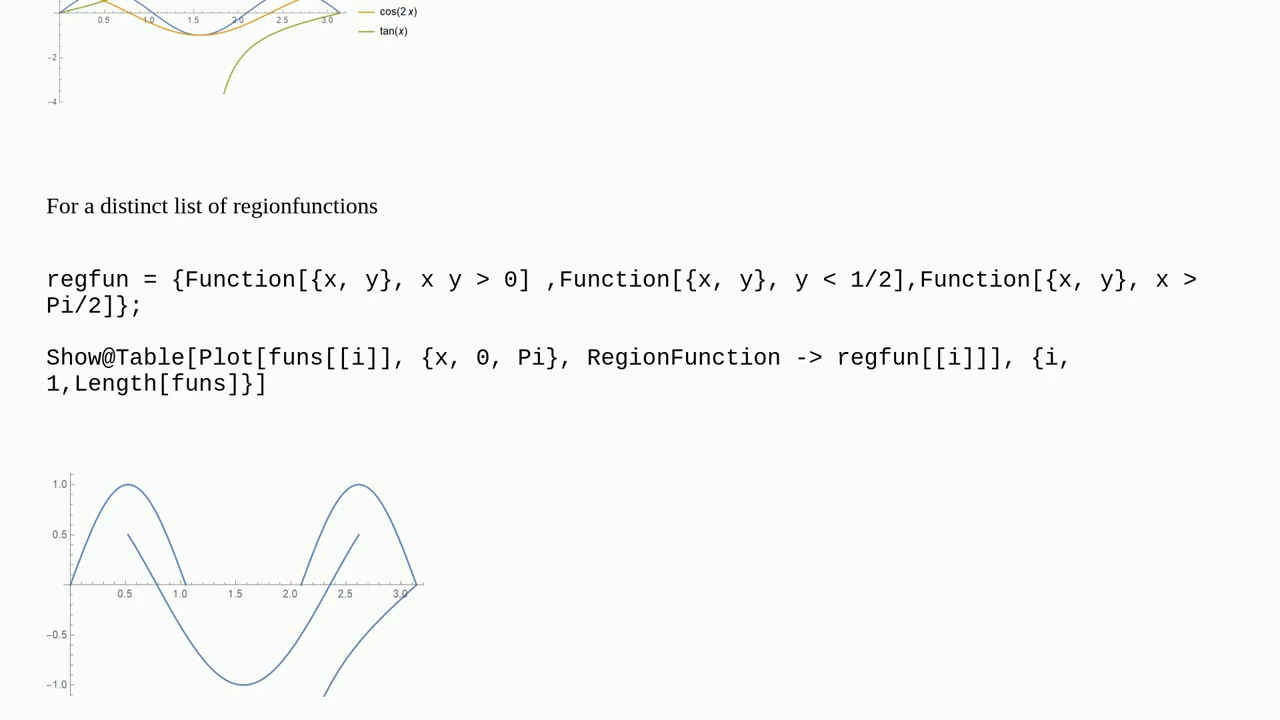 cos(2 x)
0.5 1.0 1.5 2.0 2.5 3.0
tan(x)
−2
−4
For a distinct list of regionfunctions
regfun = {Function[{x, y}, x y > 0] ,Function[{x, y}, y < 1/2],Function[{x, y}, x >
Pi/2]};
Show@Table[Plot[funs[[i]], {x, 0, Pi}, RegionFunction -> regfun[[i]]], {i,
1,Length[funs]}]
1.0
0.5
0.5 1.0 1.5 2.0 2.5 3.0
−0.5
−1.0